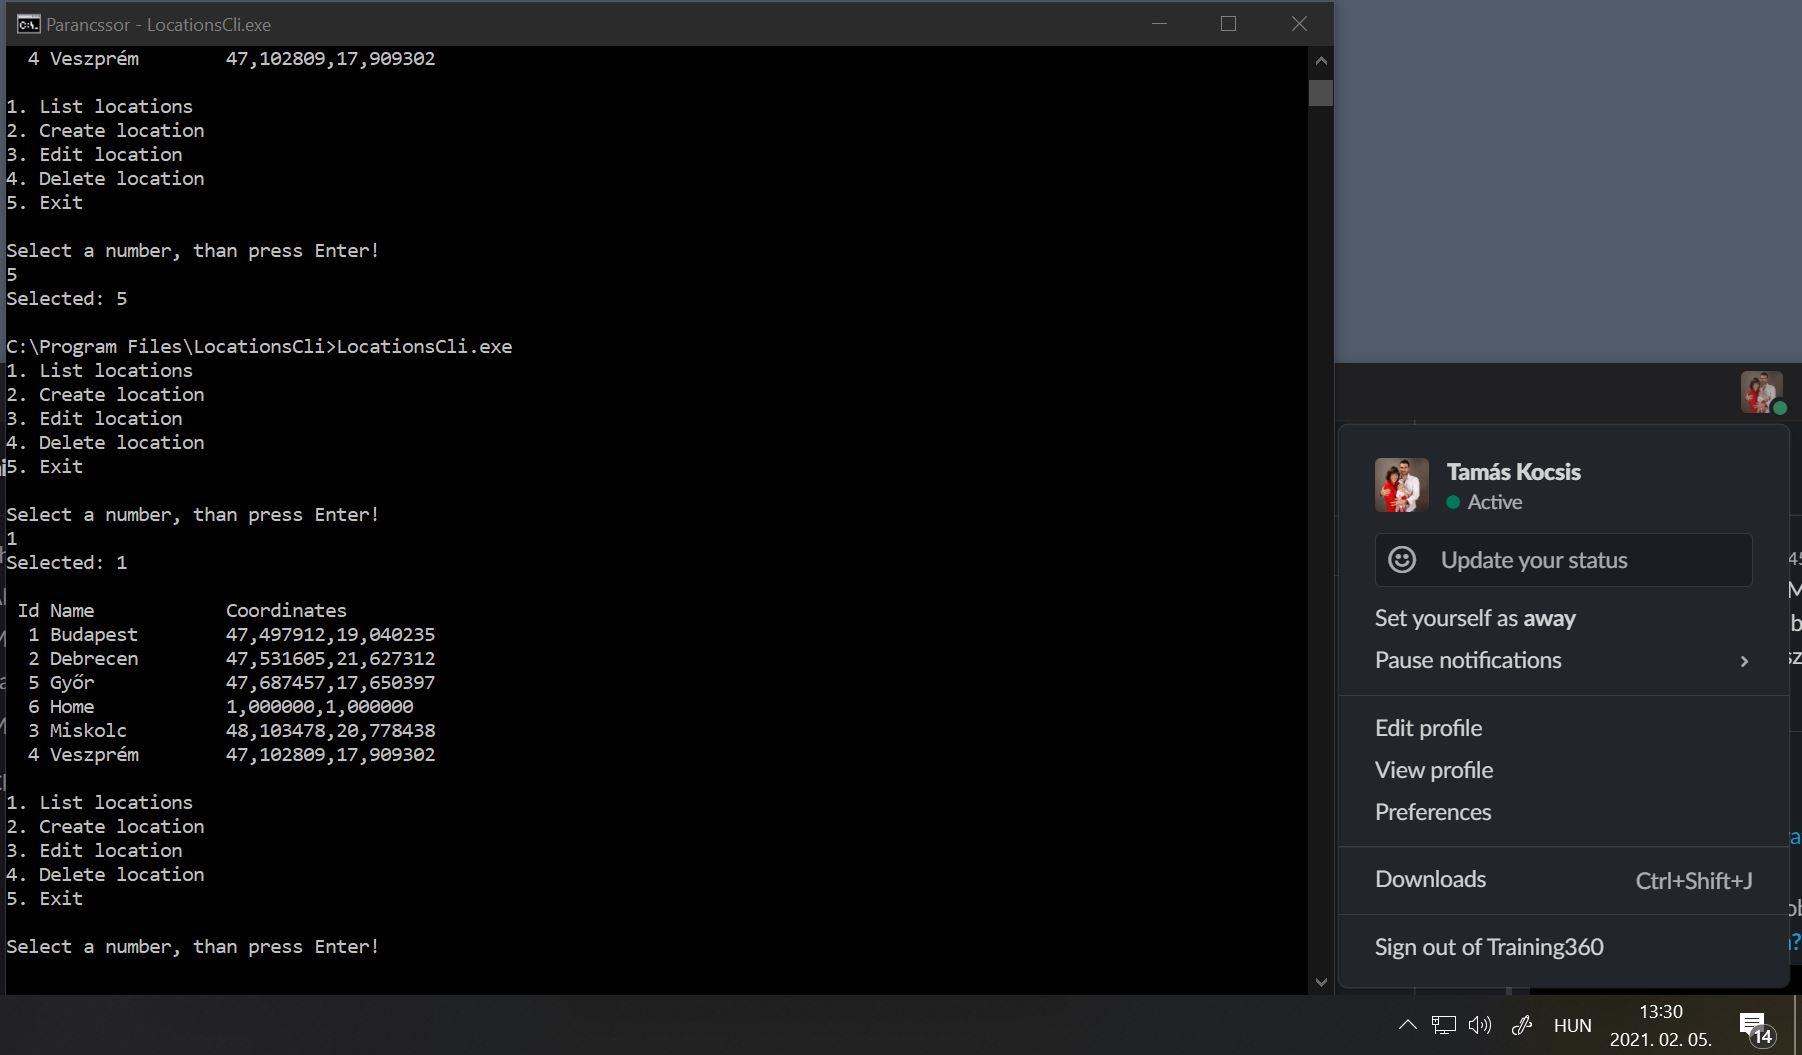 Parancssor - LocationsCli.exe
4 Veszprém 47,102809,17,909302
1. List locations
2. Create location
3. Edit location
4. Delete location
5. Exit
Select a number, than press Enter!
5
Selected: 5
C:\Program Files\LocationsCli>LocationsCli.exe
1. List locations
2. Create location
3. Edit location
4. Delete location
5. Exit
Select a number, than press Enter!
1
Selected: 1
Id Name Coordinates
1 Budapest 47,497912,19,040235
2 Debrecen 47,531605,21,627312
5 Győr 47,687457,17,650397
6 Home 1,000000,1,000000
3 Miskolc 48,103478,20,778438
4 Veszprém 47,102809,17,909302
1. List locations
2. Create location
3. Edit location
4. Delete location
5. Exit
Select a number, than press Enter!
Tamás Kocsis
Active
Update your status
Set yourself as away
Pause notifications
Edit profile
View profile
Preferences
Downloads Ctrl+Shift+J
Sign out of Training360
HUN
13:30
2021. 02. 05.
14